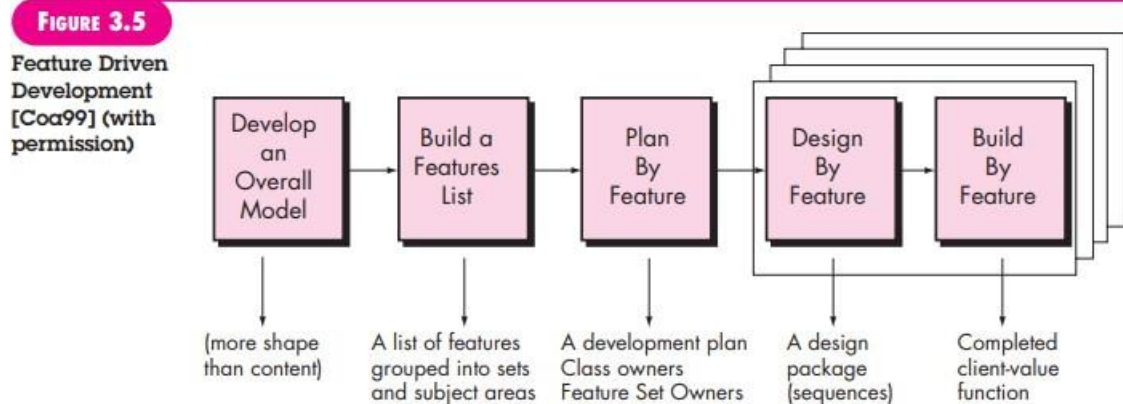 FIGURE 3.5
Feature Driven
Development
[Coa99] (with
permission)
Develop
an
Overall
Model
Build a
Features
List
Plan
By
Feature
Design
By
Feature
Build
By
Feature
(more shape
than content)
A list of features
grouped into sets
and subject areas
A development plan
Class owners
Feature Set Owners
A design
package
(sequences)
Completed
client-value
function